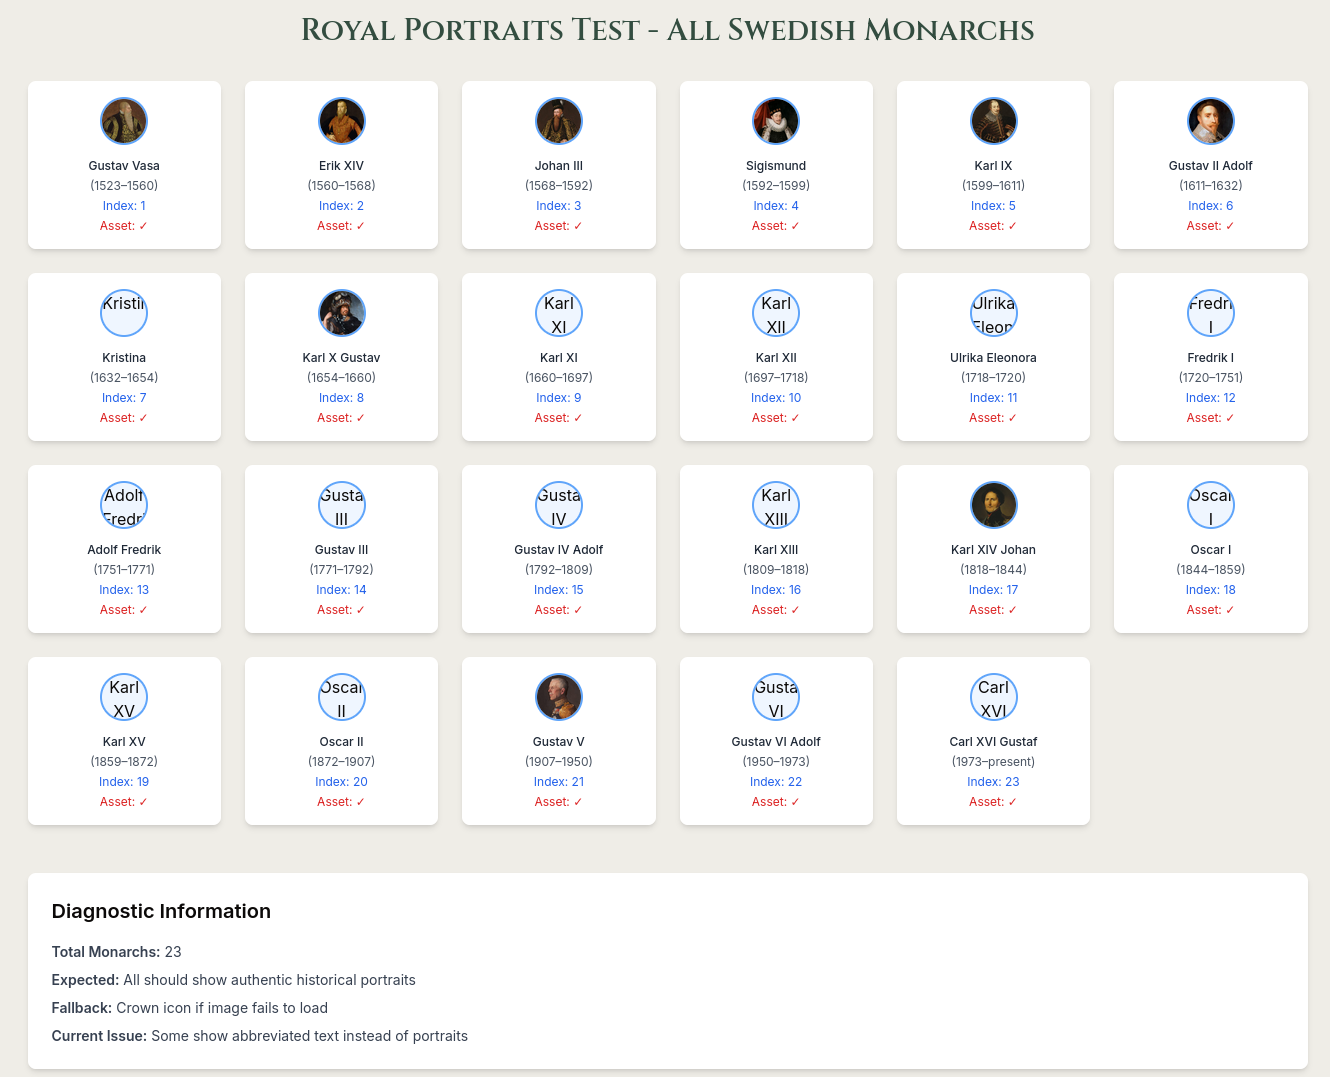 Royal Portraits Test - All Swedish Monarchs
Gustav Vasa
(1523–1560)
Index: 1
Asset: ✓
Erik XIV
(1560–1568)
Index: 2
Asset: ✓
Johan III
(1568–1592)
Index: 3
Asset: ✓
Sigismund
(1592–1599)
Index: 4
Asset: ✓
Karl IX
(1599–1611)
Index: 5
Asset: ✓
Gustav II Adolf
(1611–1632)
Index: 6
Asset: ✓
Kristin
Kristina
(1632–1654)
Index: 7
Asset: ✓
Karl X Gustav
(1654–1660)
Index: 8
Asset: ✓
Karl
XI
Karl XI
(1660–1697)
Index: 9
Asset: ✓
Karl
XII
Karl XII
(1697–1718)
Index: 10
Asset: ✓
Ulrika
Eleon
Ulrika Eleonora
(1718–1720)
Index: 11
Asset: ✓
Fredri
I
Fredrik I
(1720–1751)
Index: 12
Asset: ✓
Adolf
Fredri
Adolf Fredrik
(1751–1771)
Index: 13
Asset: ✓
Gusta
III
Gustav III
(1771–1792)
Index: 14
Asset: ✓
Gusta
IV
Gustav IV Adolf
(1792–1809)
Index: 15
Asset: ✓
Karl
XIII
Karl XIII
(1809–1818)
Index: 16
Asset: ✓
Karl XIV Johan
(1818–1844)
Index: 17
Asset: ✓
Oscar
I
Oscar I
(1844–1859)
Index: 18
Asset: ✓
Karl
XV
Karl XV
(1859–1872)
Index: 19
Asset: ✓
Oscar
II
Oscar II
(1872–1907)
Index: 20
Asset: ✓
Gustav V
(1907–1950)
Index: 21
Asset: ✓
Gusta
VI
Gustav VI Adolf
(1950–1973)
Index: 22
Asset: ✓
Carl
XVI
Carl XVI Gustaf
(1973–present)
Index: 23
Asset: ✓
Diagnostic Information
Total Monarchs: 23
Expected: All should show authentic historical portraits
Fallback: Crown icon if image fails to load
Current Issue: Some show abbreviated text instead of portraits